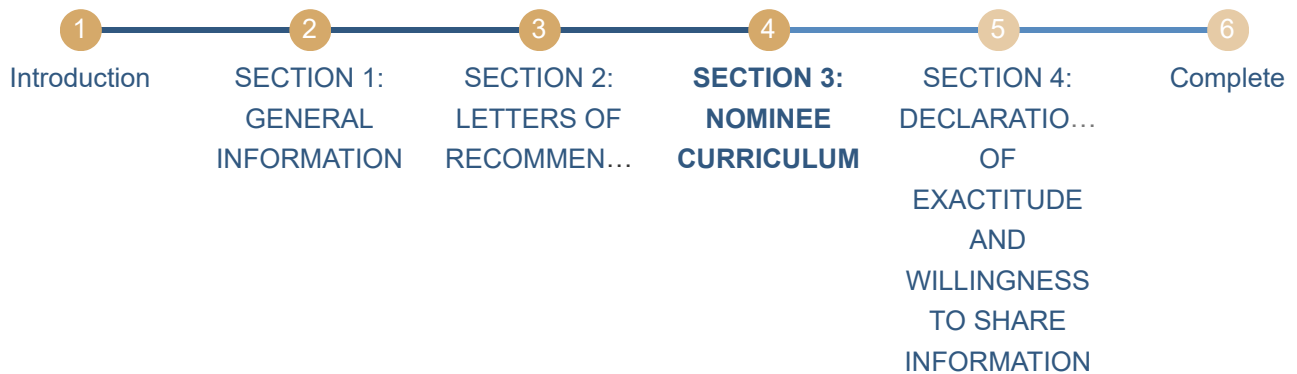 1
Introduction
2
SECTION 1:
GENERAL
INFORMATION
3
SECTION 2:
LETTERS OF
RECOMMEN…
4
SECTION 3:
NOMINEE
CURRICULUM
5
SECTION 4:
DECLARATIO…
OF
EXACTITUDE
AND
WILLINGNESS
TO SHARE
INFORMATION
6
Complete